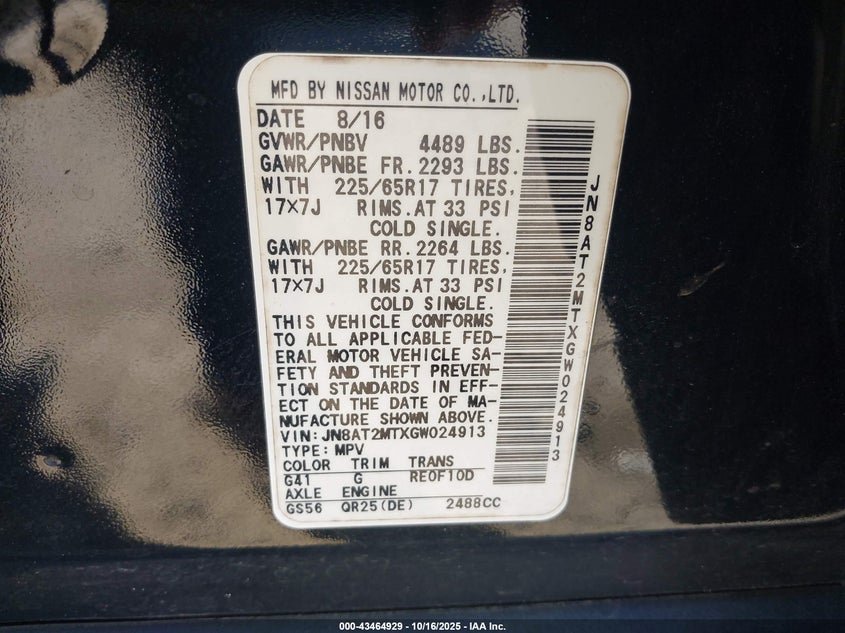 MFD BY NISSAN MOTOR CO.,LTD.
DATE 8/16
GVWR/PNBV 4489 LBS.
GAWR/PNBE FR. 2293 LBS.
WITH 225/65R17 TIRES,
17×7J RIMS.AT 33 PSI
COLD SINGLE.
GAWR/PNBE RR. 2264 LBS.
WITH 225/65R17 TIRES,
17×7J RIMS.AT 33 PSI
COLD SINGLE.
THIS VEHICLE CONFORMS
TO ALL APPLICABLE FED-
ERAL MOTOR VEHICLE SA-
FETY AND THEFT PREVEN-
TION STANDARDS IN EFF-
ECT ON THE DATE OF MA-
NUFACTURE SHOWN ABOVE.
VIN:JN8AT2MTXGW024913
TYPE:MPV
COLOR TRIM TRANS
G41 G RE0F10D
AXLE ENGINE
GS56 QR25(DE) 2488CC
JN8AT2MTXGW024913
000-43464929 - 10/16/2025 - IAA Inc.